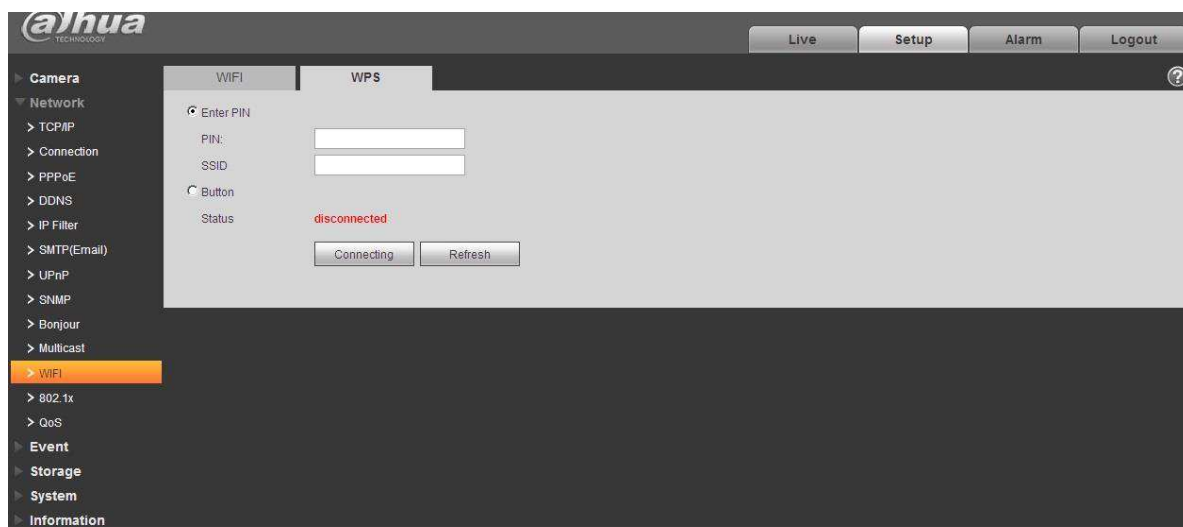 alhua
TECHNOLOGY
Live Setup Alarm Logout
Camera
Network
> TCP/IP
> Connection
> PPPoE
> DDNS
> IP Filter
> SMTP(Email)
> UPnP
> SNMP
> Bonjour
> Multicast
> WIFI
> 802.1x
> QoS
Event
Storage
System
Information
WIFI WPS
?
Enter PIN
PIN:
SSID
Button
Status disconnected
Connecting Refresh